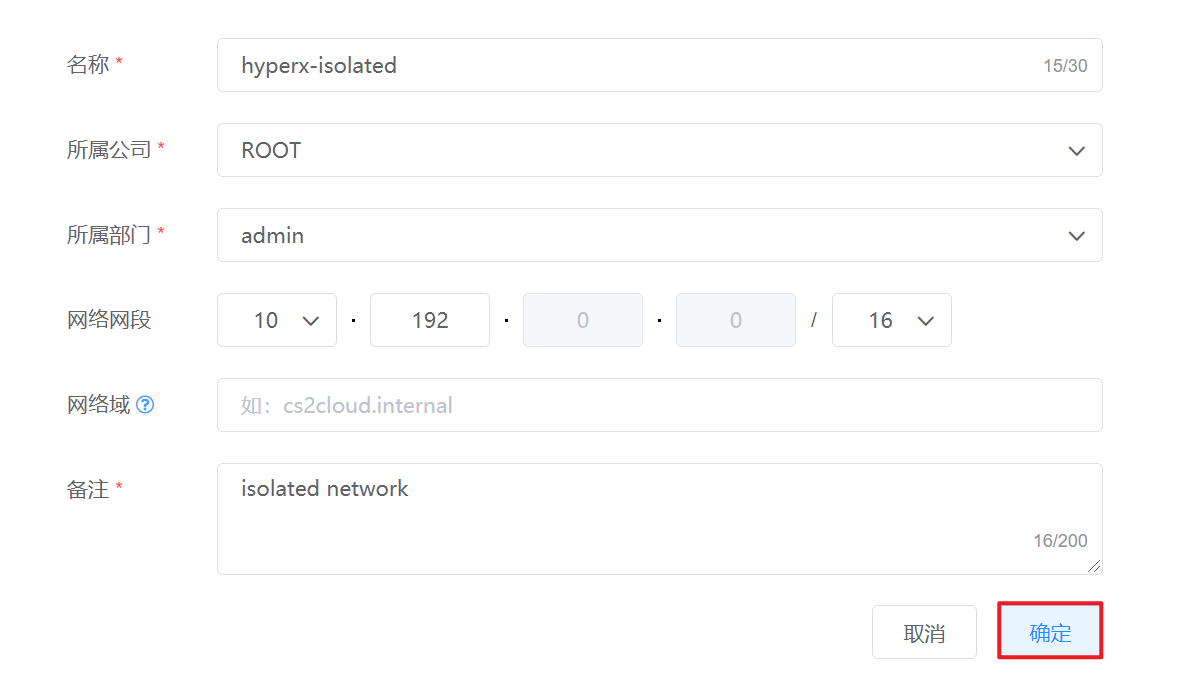 名称 * hyperx-isolated 15/30
所属公司 * ROOT
所属部门 * admin
网络网段 10 . 192 . 0 . 0 / 16
网络域 ? 如：cs2cloud.internal
备注 * isolated network
16/200
取消 确定